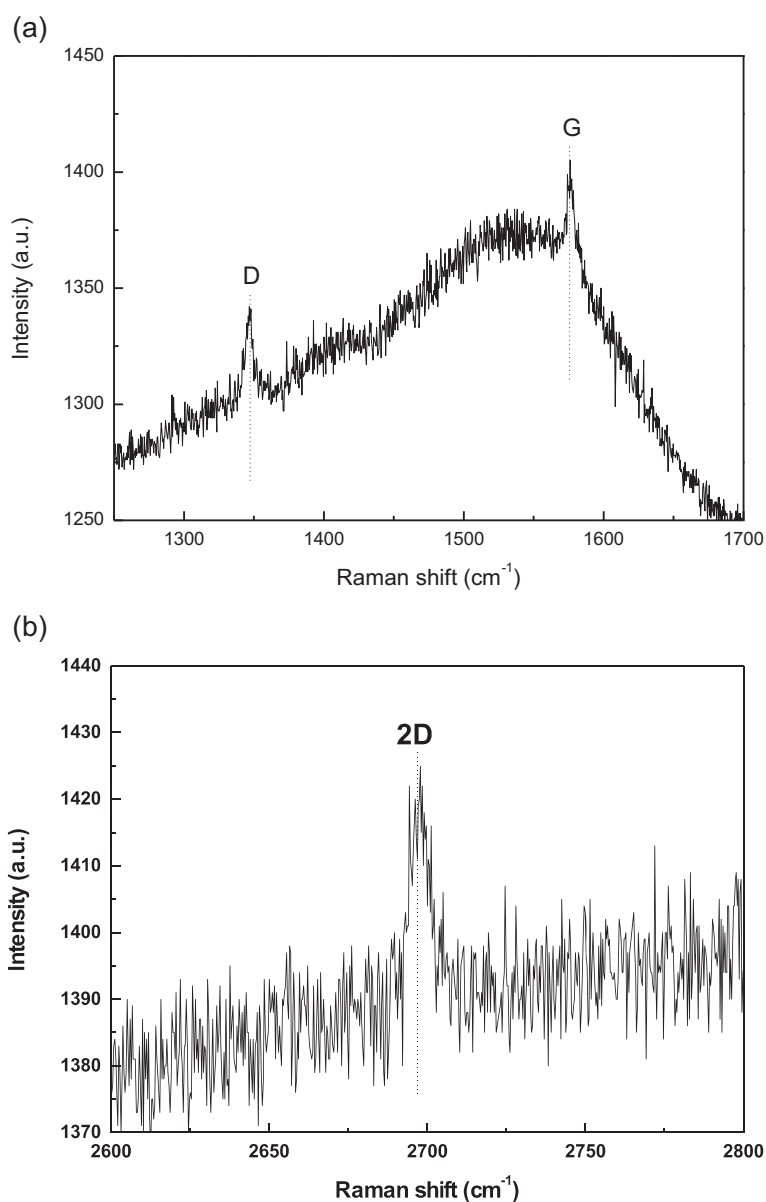 (a)
1450
1400
1350
1300
1250
Intensity (a.u.)
D
G
1300 1400 1500 1600 1700
Raman shift (cm⁻¹)
(b)
1440
1430
1420
1410
1400
1390
1380
1370
Intensity (a.u.)
2D
2600 2650 2700 2750 2800
Raman shift (cm⁻¹)